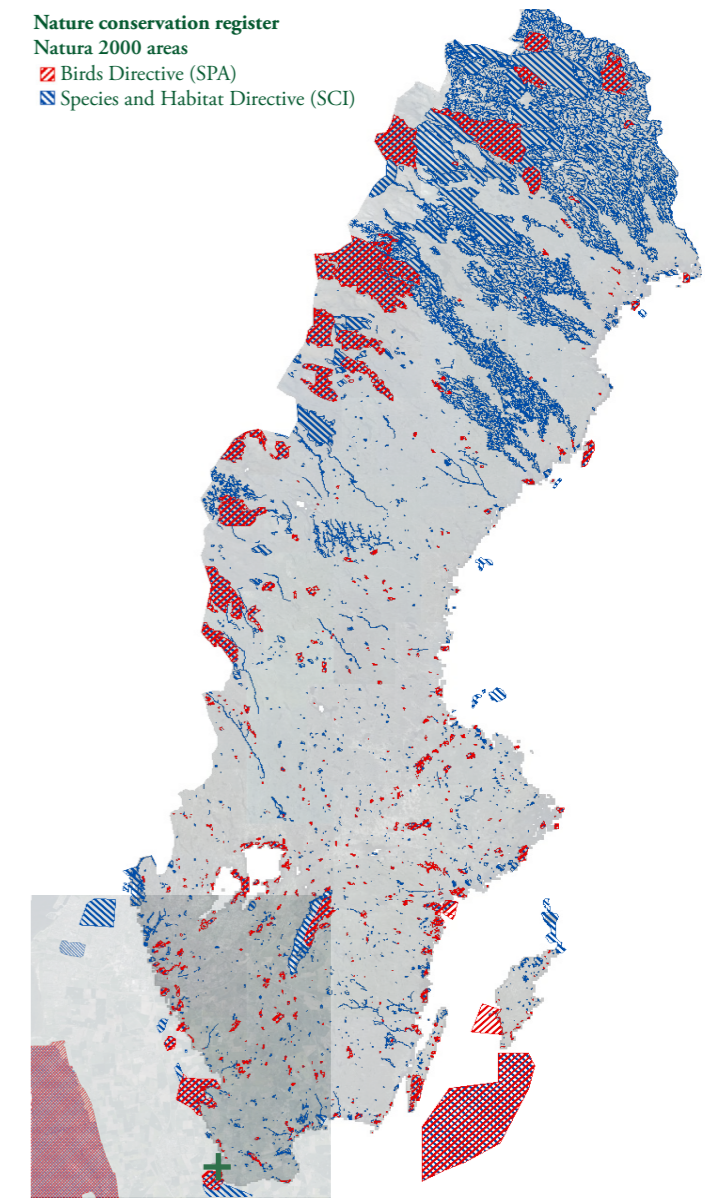 Nature conservation register
Natura 2000 areas
Birds Directive (SPA)
Species and Habitat Directive (SCI)